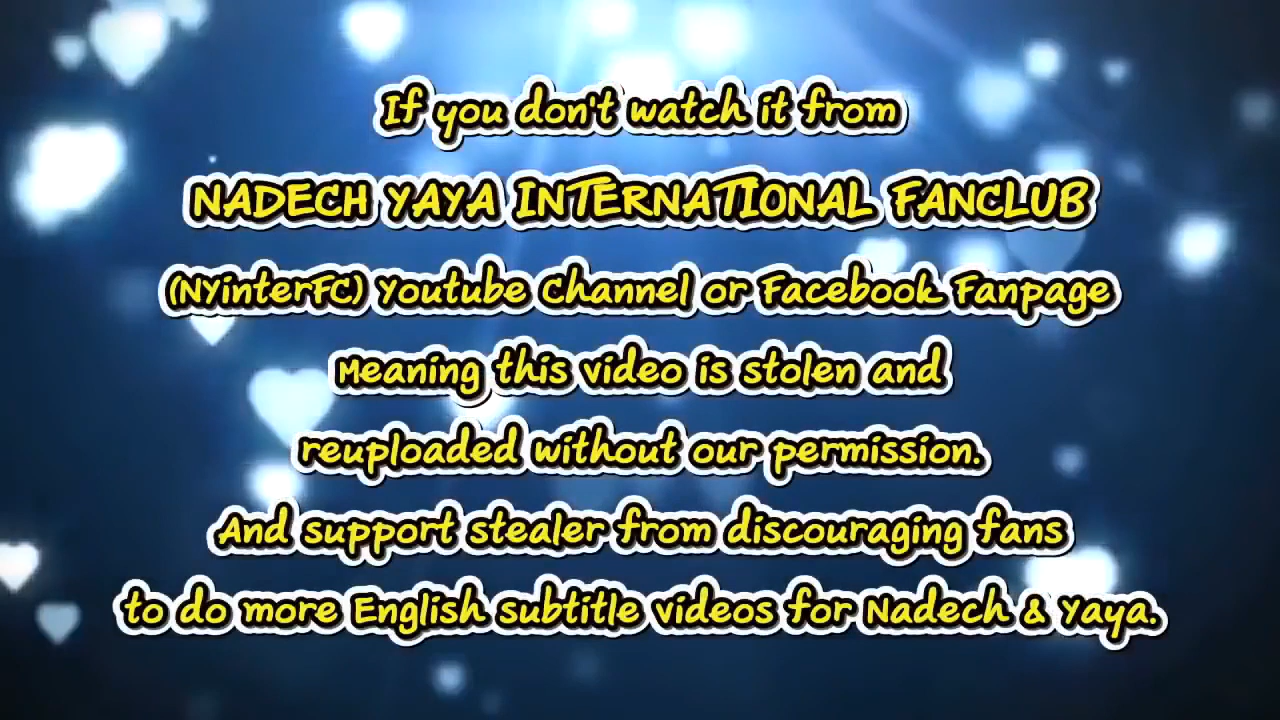 If you don't watch it from
NADECH YAYA INTERNATIONAL FANCLUB
(NYinterFC) Youtube Channel or Facebook Fanpage
Meaning this video is stolen and
reuploaded without our permission.
And support stealer from discouraging fans
to do more English subtitle videos for Nadech & Yaya.